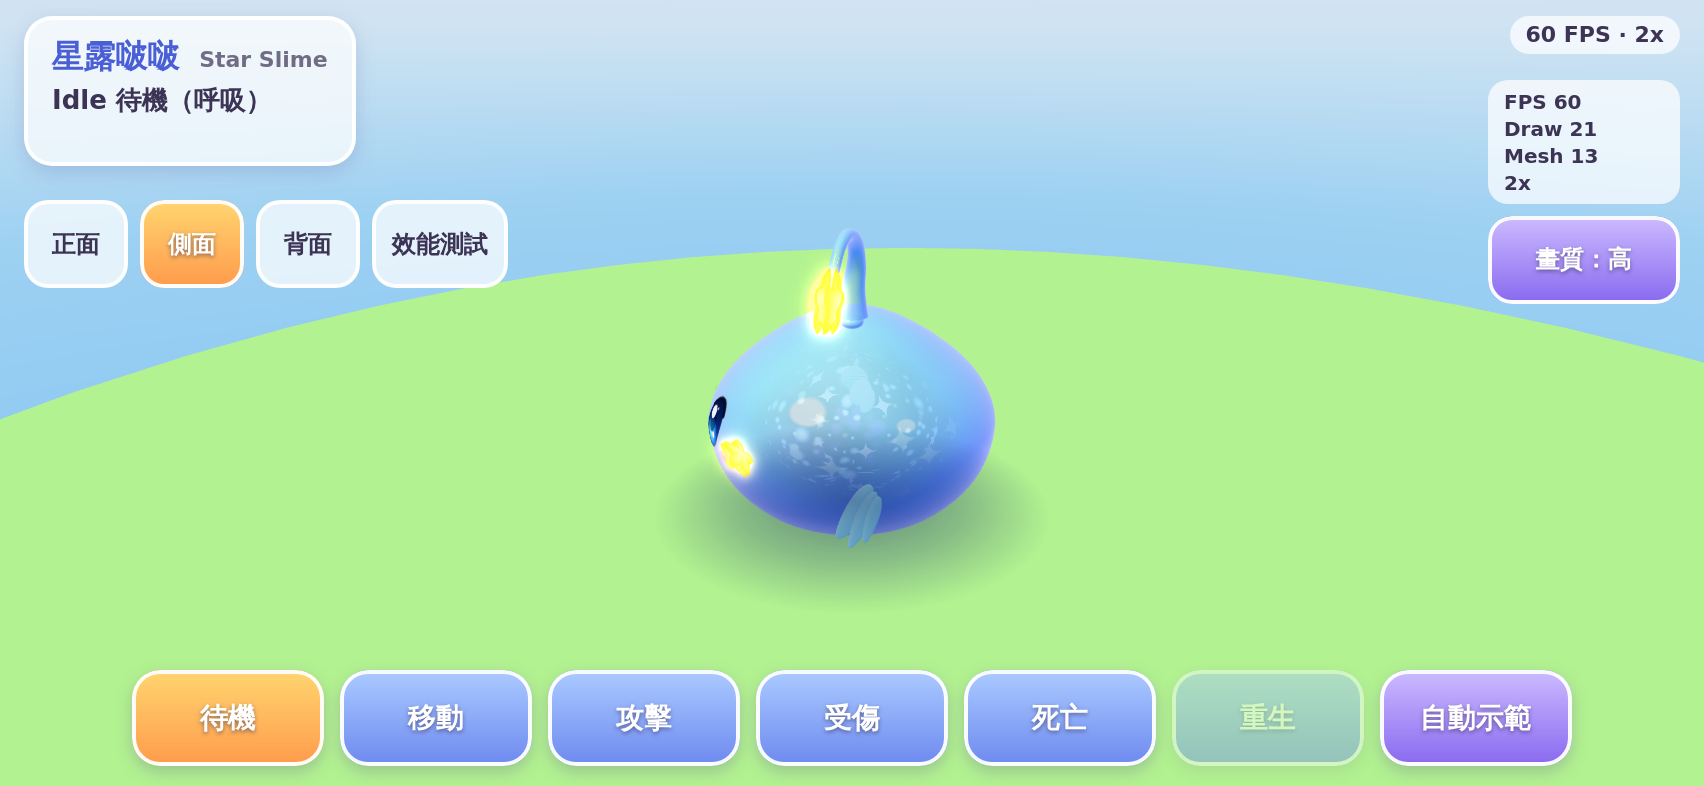 星露啵啵 Star Slime
Idle 待機（呼吸）
60 FPS · 2x
FPS 60
Draw 21
Mesh 13
2x
正面 側面 背面 效能測試
畫質：高
待機 移動 攻擊 受傷 死亡 重生 自動示範